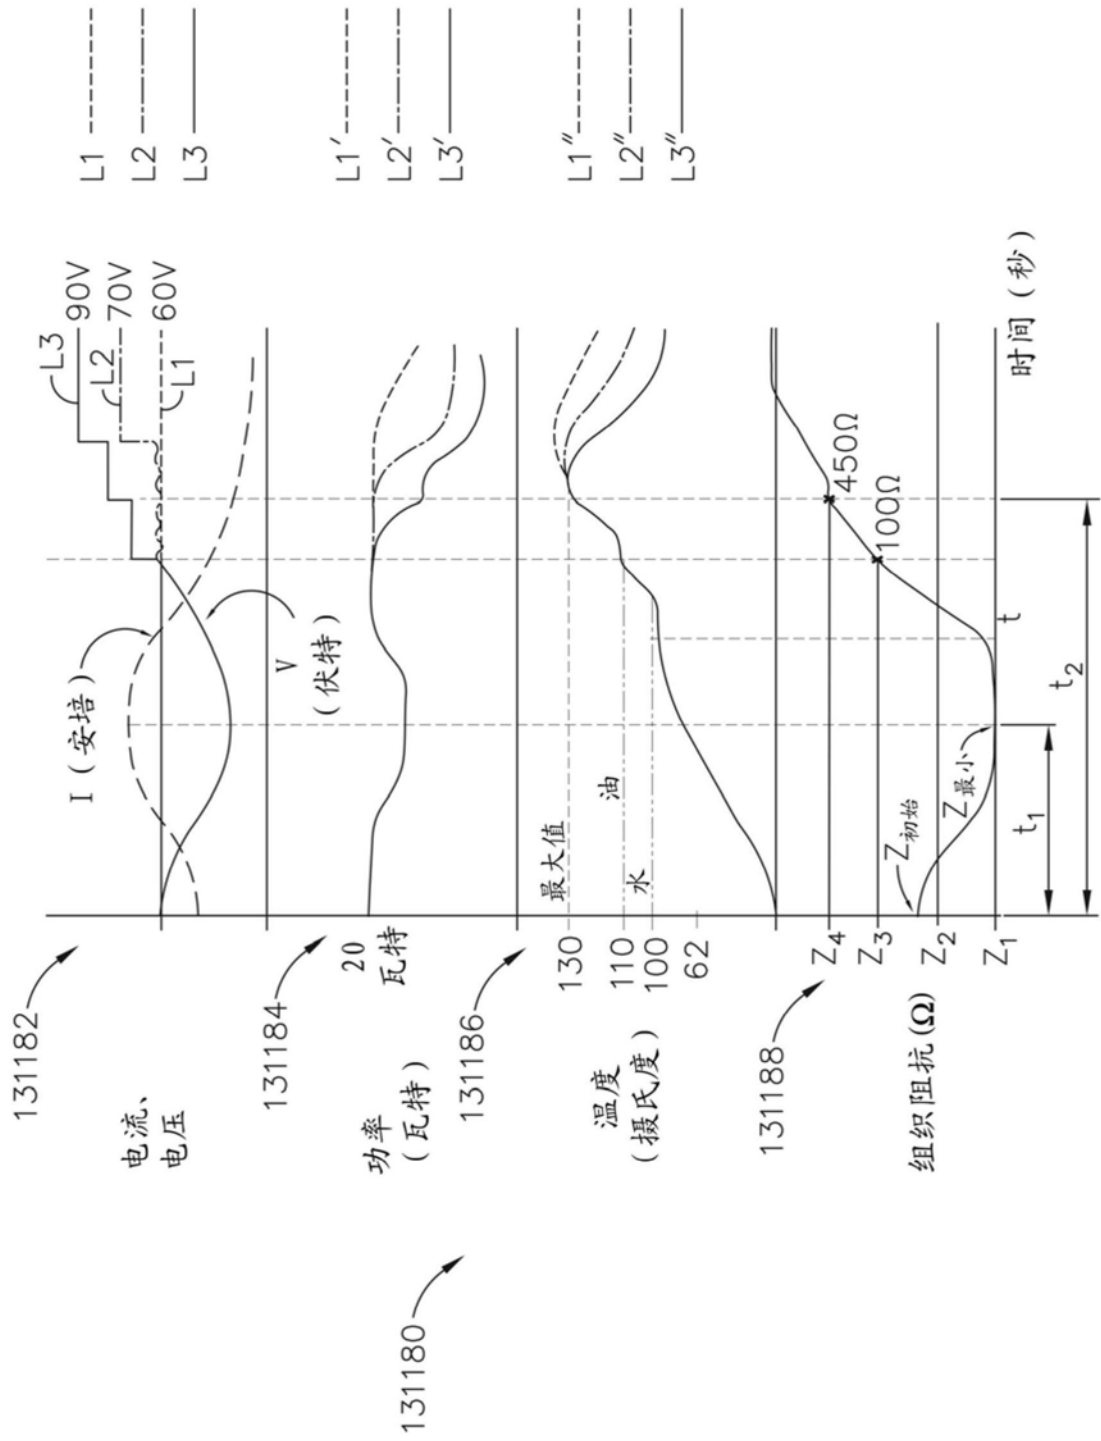 131180
131182
电流、
电压
I (安培)
V
(伏特)
L3
90V
L2
70V
60V
L1
L1
L2
L3
131184
功率
(瓦特)
20
瓦特
L1′
L2′
L3′
131186
温度
(摄氏度)
130
110
100
62
最大值
油
水
L1″
L2″
L3″
131188
组织阻抗(Ω)
Z4
Z3
Z2
Z1
Z初始
Z最小
450Ω
100Ω
t1
t2
t
时间(秒)